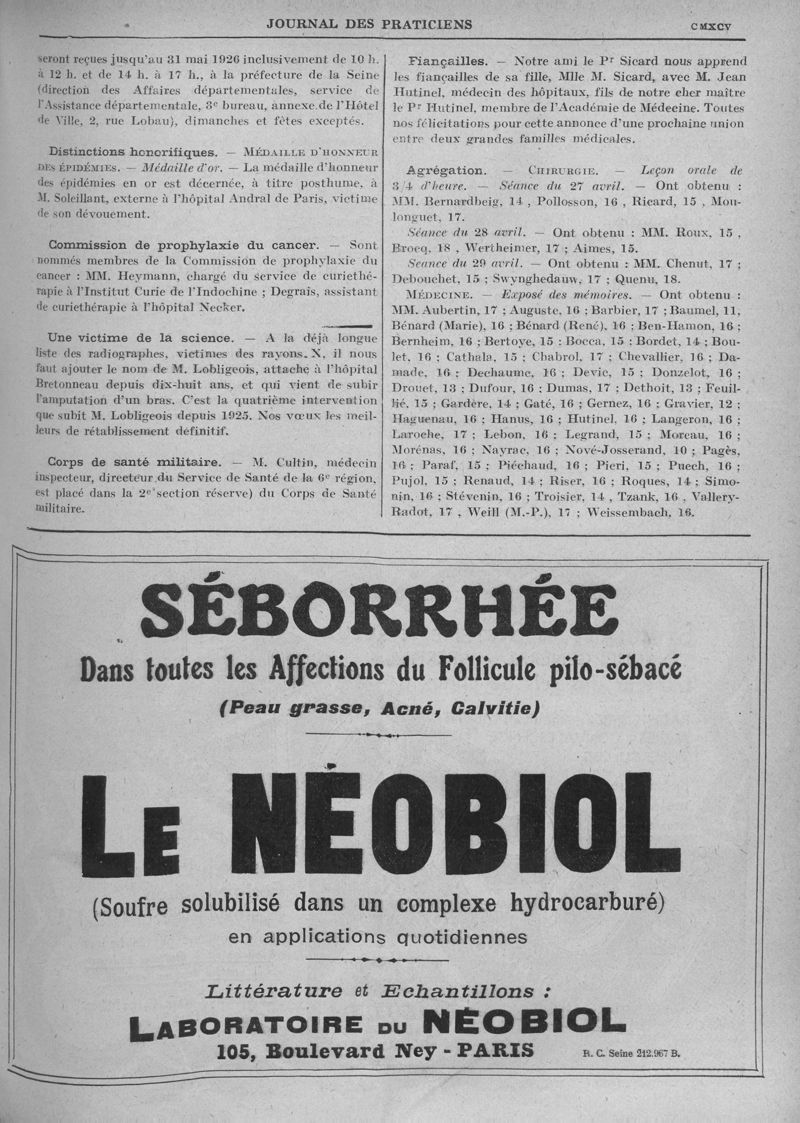 JOURNAL DES PRATICIENS
CMXCV
seront reçues jusqu'au 31 mai 1926 inclusivement de 10 h.
à 12 h. et de 14 h. à 17 h., à la préfecture de la Seine
(direction des Affaires départementales, service de
l'Assistance départementale, 3e bureau, annexe de l'Hôtel
de Ville, 2, rue Lobau), dimanches et fêtes exceptés.
Distinctions honorifiques. — MÉDAILLE D'HONNEUR
DES ÉPIDÉMIES. — Médaille d'or. — La médaille d'honneur
des épidémies en or est décernée, à titre posthume, à
M. Soleillant, externe à l'hôpital Andral de Paris, victime
de son dévouement.
Commission de prophylaxie du cancer. — Sont
nommés membres de la Commission de prophylaxie du
cancer : MM. Heymann, chargé du service de curiethé-
rapie à l'Institut Curie de l'Indochine ; Degrais, assistant
de curiethérapie à l'hôpital Necker.
Une victime de la science. — A la déjà longue
liste des radiographes, victimes des rayons X, il nous
faut ajouter le nom de M. Lobligeois, attaché à l'hôpital
Bretonneau depuis dix-huit ans, et qui vient de subir
l'amputation d'un bras. C'est la quatrième intervention
que subit M. Lobligeois depuis 1925. Nos vœux les meil-
leurs de rétablissement définitif.
Corps de santé militaire. — M. Cultin, médecin
inspecteur, directeur du Service de Santé de la 6e région,
est placé dans la 2e section réserve) du Corps de Santé
militaire.
Fiançailles. — Notre ami le Pr Sicard nous apprend
les fiançailles de sa fille, Mlle M. Sicard, avec M. Jean
Hutinel, médecin des hôpitaux, fils de notre cher maître
le Pr Hutinel, membre de l'Académie de Médecine. Toutes
nos félicitations pour cette annonce d'une prochaine union
entre deux grandes familles médicales.
Agrégation. — CHIRURGIE. — Leçon orale de
3/4 d'heure. — Séance du 27 avril. — Ont obtenu :
MM. Bernardbeig, 14 , Pollosson, 16 , Ricard, 15 , Mou-
longuet, 17.
Séance du 28 avril. — Ont obtenu : MM. Roux, 15 ,
Brocq, 18 , Wertheimer, 17 ; Aimes, 15.
Seance du 29 avril. — Ont obtenu : MM. Chenut, 17 ;
Debouchet, 15 ; Swynghedauw, 17 ; Quenu, 18.
MÉDECINE. — Exposé des mémoires. — Ont obtenu :
MM. Aubertin, 17 ; Auguste, 16 ; Barbier, 17 ; Baumel, 11,
Bénard (Marie), 16 ; Bénard (René), 16 ; Ben-Hamon, 16 ;
Bernheim, 16 ; Bertoye, 15 ; Bocca, 15 ; Bordet, 14 ; Bou-
let, 16 ; Cathala, 15 ; Chabrol, 17 ; Chevallier, 16 ; Da-
made, 16 ; Dechaume, 16 ; Devic, 15 ; Donzelot, 16 ;
Drouet, 13 ; Dufour, 16 ; Dumas, 17 ; Dethoit, 13 ; Feuil-
lié, 15 ; Gardère, 14 ; Gaté, 16 ; Gernez, 16 ; Gravier, 12 ;
Haguenau, 16 ; Hanus, 16 ; Hutinel, 16 ; Langeron, 16 ;
Laroche, 17 ; Lebon, 16 ; Legrand, 15 ; Moreau, 16 ;
Morénas, 16 ; Nayrac, 16 ; Nové-Josserand, 10 ; Pagès,
16 ; Paraf, 15 ; Piéchaud, 16 ; Pieri, 15 ; Puech, 16 ;
Pujol, 15 ; Renaud, 14 ; Riser, 16 ; Roques, 14 ; Simo-
nin, 16 ; Stévenin, 16 ; Troisier, 14 , Tzank, 16 , Vallery-
Radot, 17 , Weill (M.-P.), 17 ; Weissembach, 16.
SÉBORRHÉE
Dans toutes les Affections du Follicule pilo-sébacé
(Peau grasse, Acné, Calvitie)
LE NÉOBIOL
(Soufre solubilisé dans un complexe hydrocarburé)
en applications quotidiennes
Littérature et Echantillons :
LABORATOIRE DU NÉOBIOL
105, Boulevard Ney - PARIS
R. C. Seine 212.967 B.